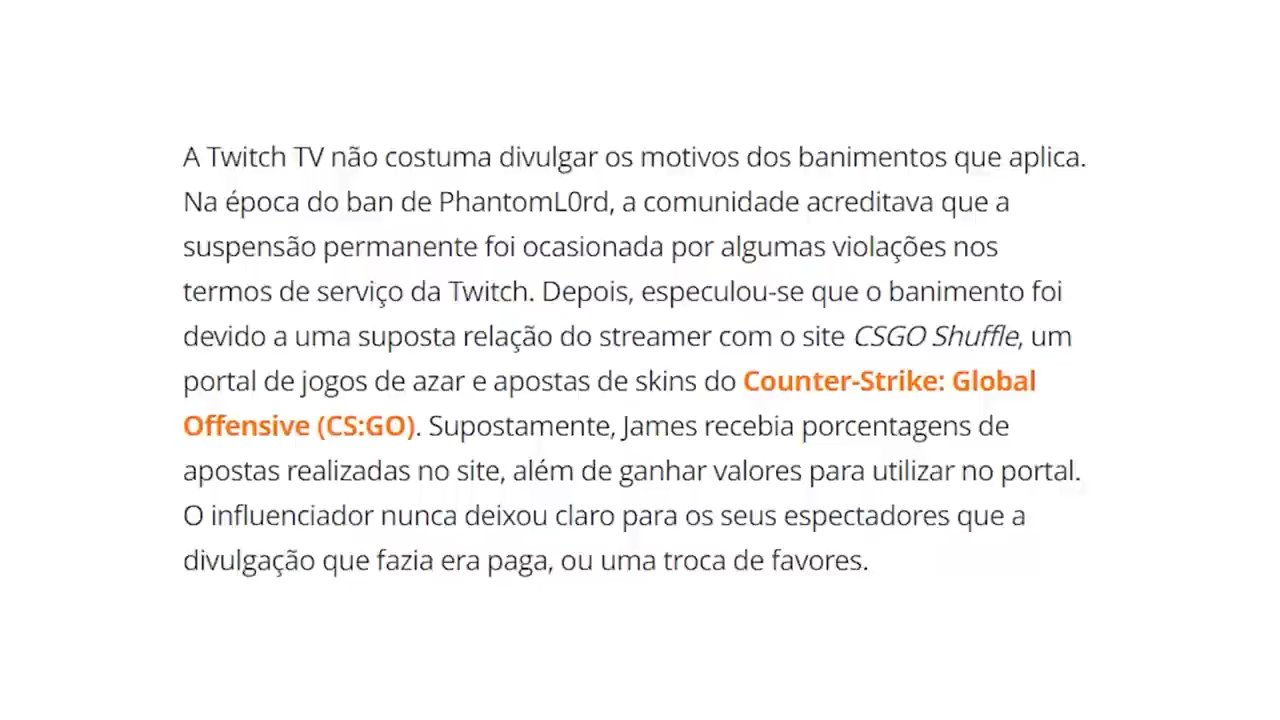 A Twitch TV não costuma divulgar os motivos dos banimentos que aplica.
Na época do ban de PhantomL0rd, a comunidade acreditava que a
suspensão permanente foi ocasionada por algumas violações nos
termos de serviço da Twitch. Depois, especulou-se que o banimento foi
devido a uma suposta relação do streamer com o site CSGO Shuffle, um
portal de jogos de azar e apostas de skins do Counter-Strike: Global
Offensive (CS:GO). Supostamente, James recebia porcentagens de
apostas realizadas no site, além de ganhar valores para utilizar no portal.
O influenciador nunca deixou claro para os seus espectadores que a
divulgação que fazia era paga, ou uma troca de favores.